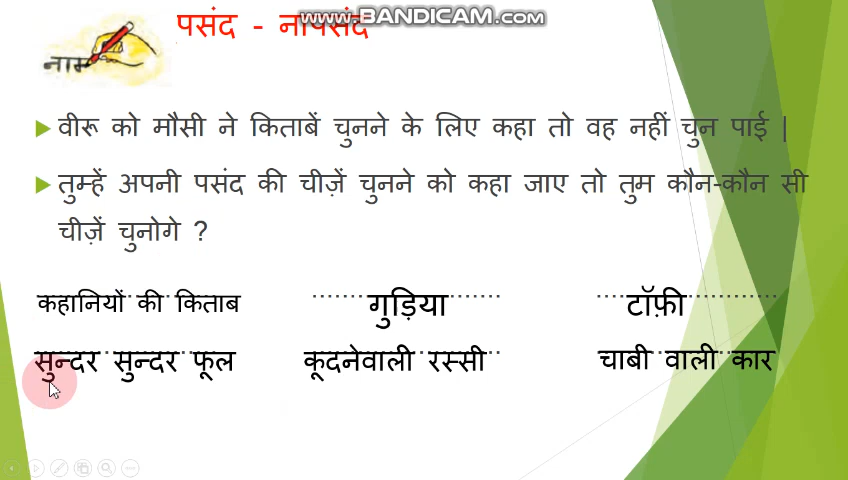 www.BANDICAM.com
पसंद - नापसंद
नाम
वीरू को मौसी ने किताबें चुनने के लिए कहा तो वह नहीं चुन पाई |
तुम्हें अपनी पसंद की चीज़ें चुनने को कहा जाए तो तुम कौन-कौन सी
चीज़ें चुनोगे ?
कहानियों की किताब गुड़िया टॉफ़ी
सुन्दर सुन्दर फूल कूदनेवाली रस्सी चाबी वाली कार